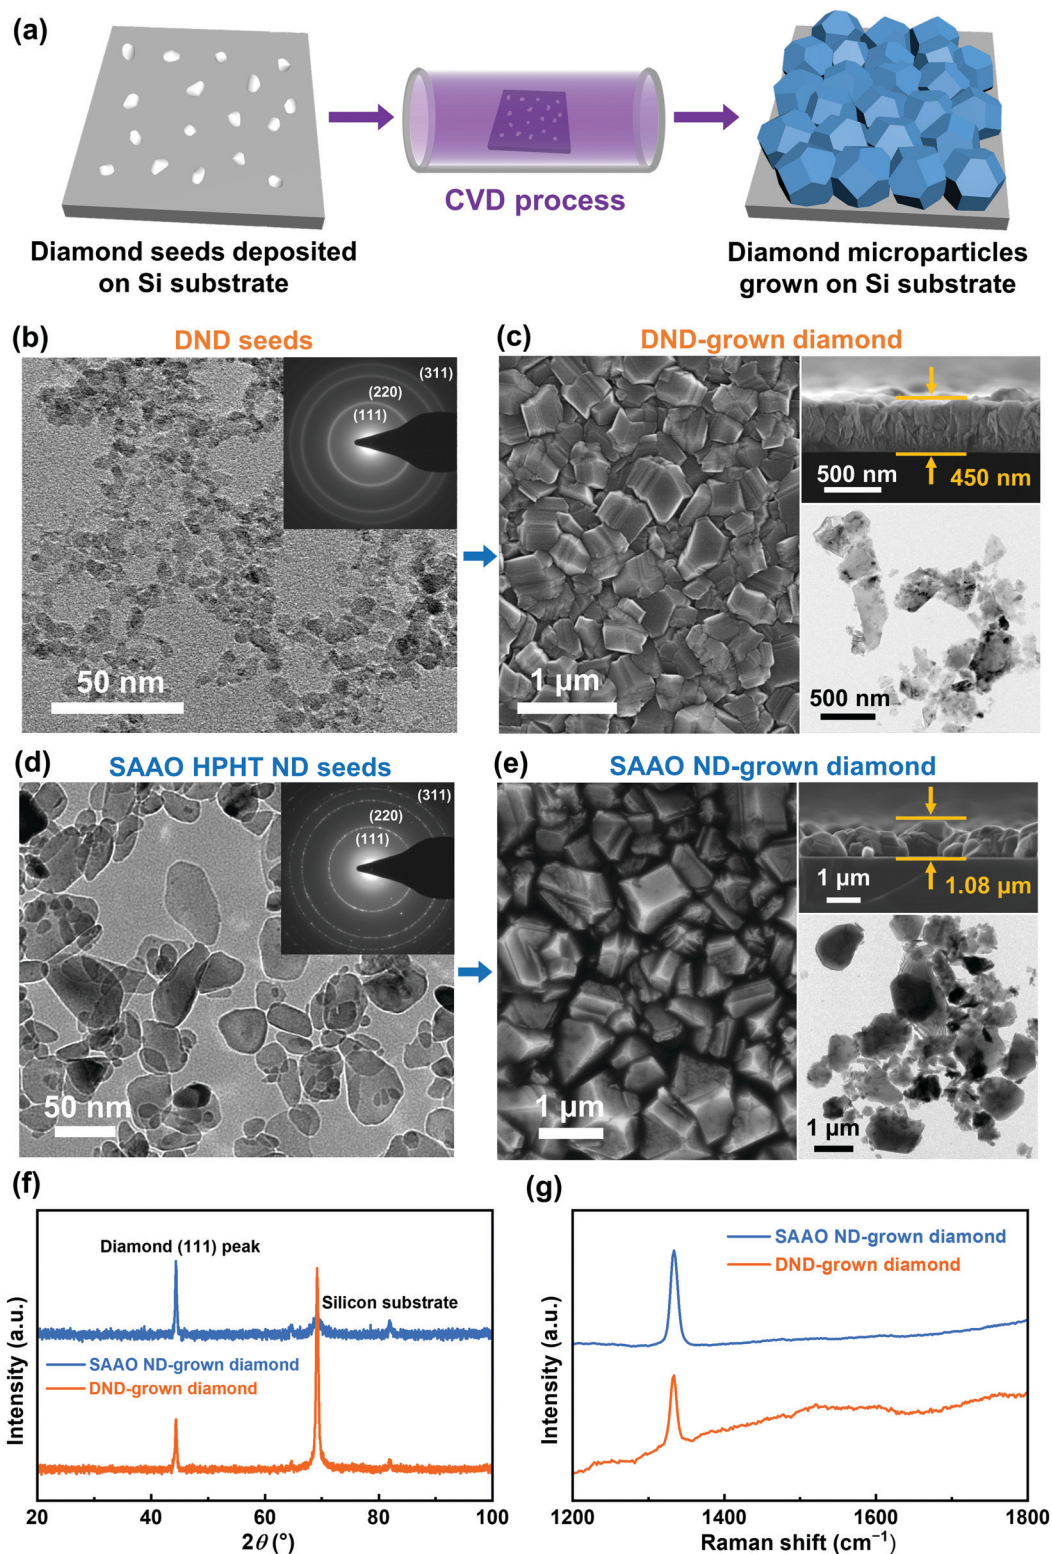 (a)
CVD process
Diamond seeds deposited
on Si substrate
Diamond microparticles
grown on Si substrate
(b)
DND seeds
(311)
(220)
(111)
50 nm
(c)
DND-grown diamond
1 µm
500 nm
450 nm
500 nm
(d)
SAAO HPHT ND seeds
(311)
(220)
(111)
50 nm
(e)
SAAO ND-grown diamond
1 µm
1 µm
1.08 µm
1 µm
(f)
Diamond (111) peak
Silicon substrate
SAAO ND-grown diamond
DND-grown diamond
Intensity (a.u.)
20 40 60 80 100
2θ (°)
(g)
SAAO ND-grown diamond
DND-grown diamond
Intensity (a.u.)
1200 1400 1600 1800
Raman shift (cm⁻¹)